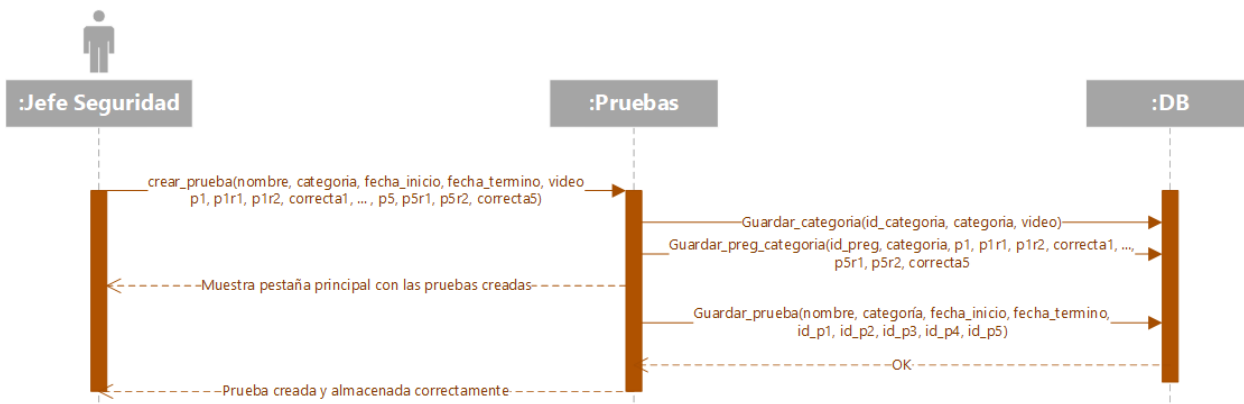 :Jefe Seguridad
:Pruebas
:DB
crear_prueba(nombre, categoria, fecha_inicio, fecha_termino, video
p1, p1r1, p1r2, correcta1, ... , p5, p5r1, p5r2, correcta5)
Guardar_categoria(id_categoria, categoria, video)
Guardar_preg_categoria(id_preg, categoria, p1, p1r1, p1r2, correcta1, ...,
p5r1, p5r2, correcta5
Muestra pestaña principal con las pruebas creadas
Guardar_prueba(nombre, categoría, fecha_inicio, fecha_termino,
id_p1, id_p2, id_p3, id_p4, id_p5)
OK
Prueba creada y almacenada correctamente